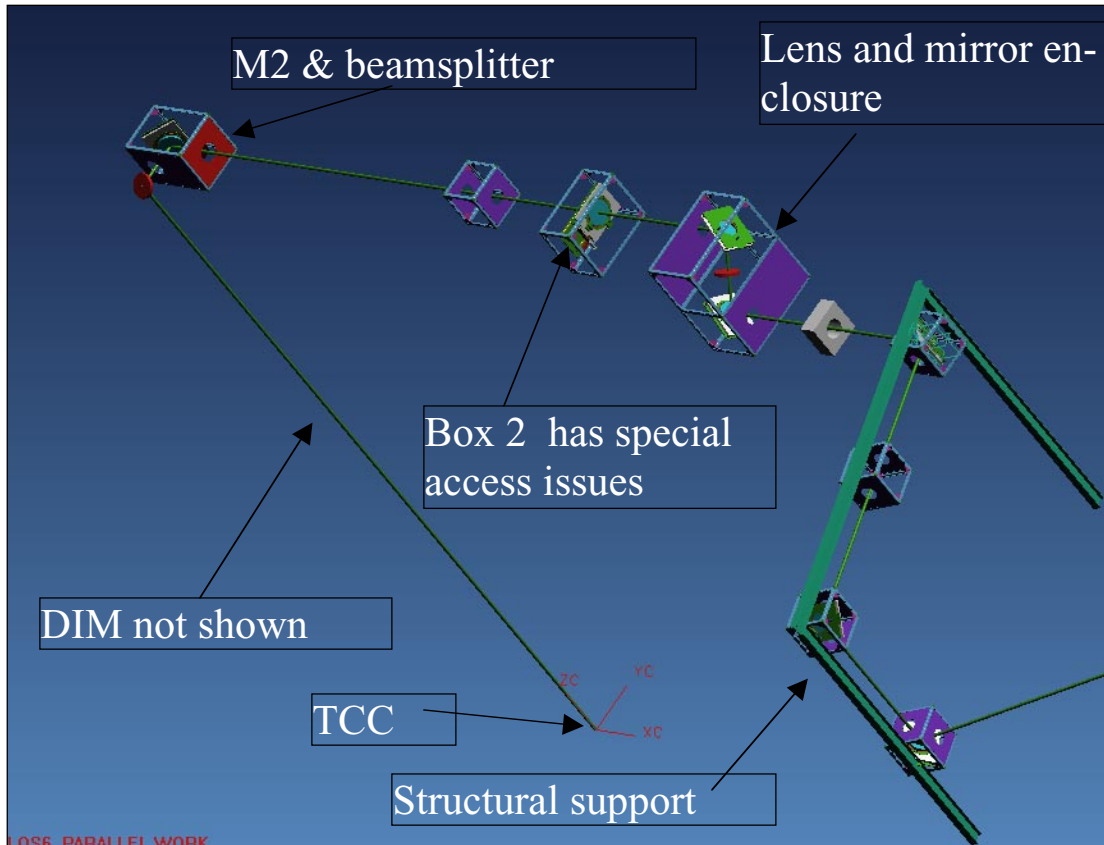 M2 & beamsplitter
Lens and mirror en-
closure
Box 2 has special
access issues
DIM not shown
ZC
YC
XC
TCC
Structural support
LOS6 PARALLEL WORK